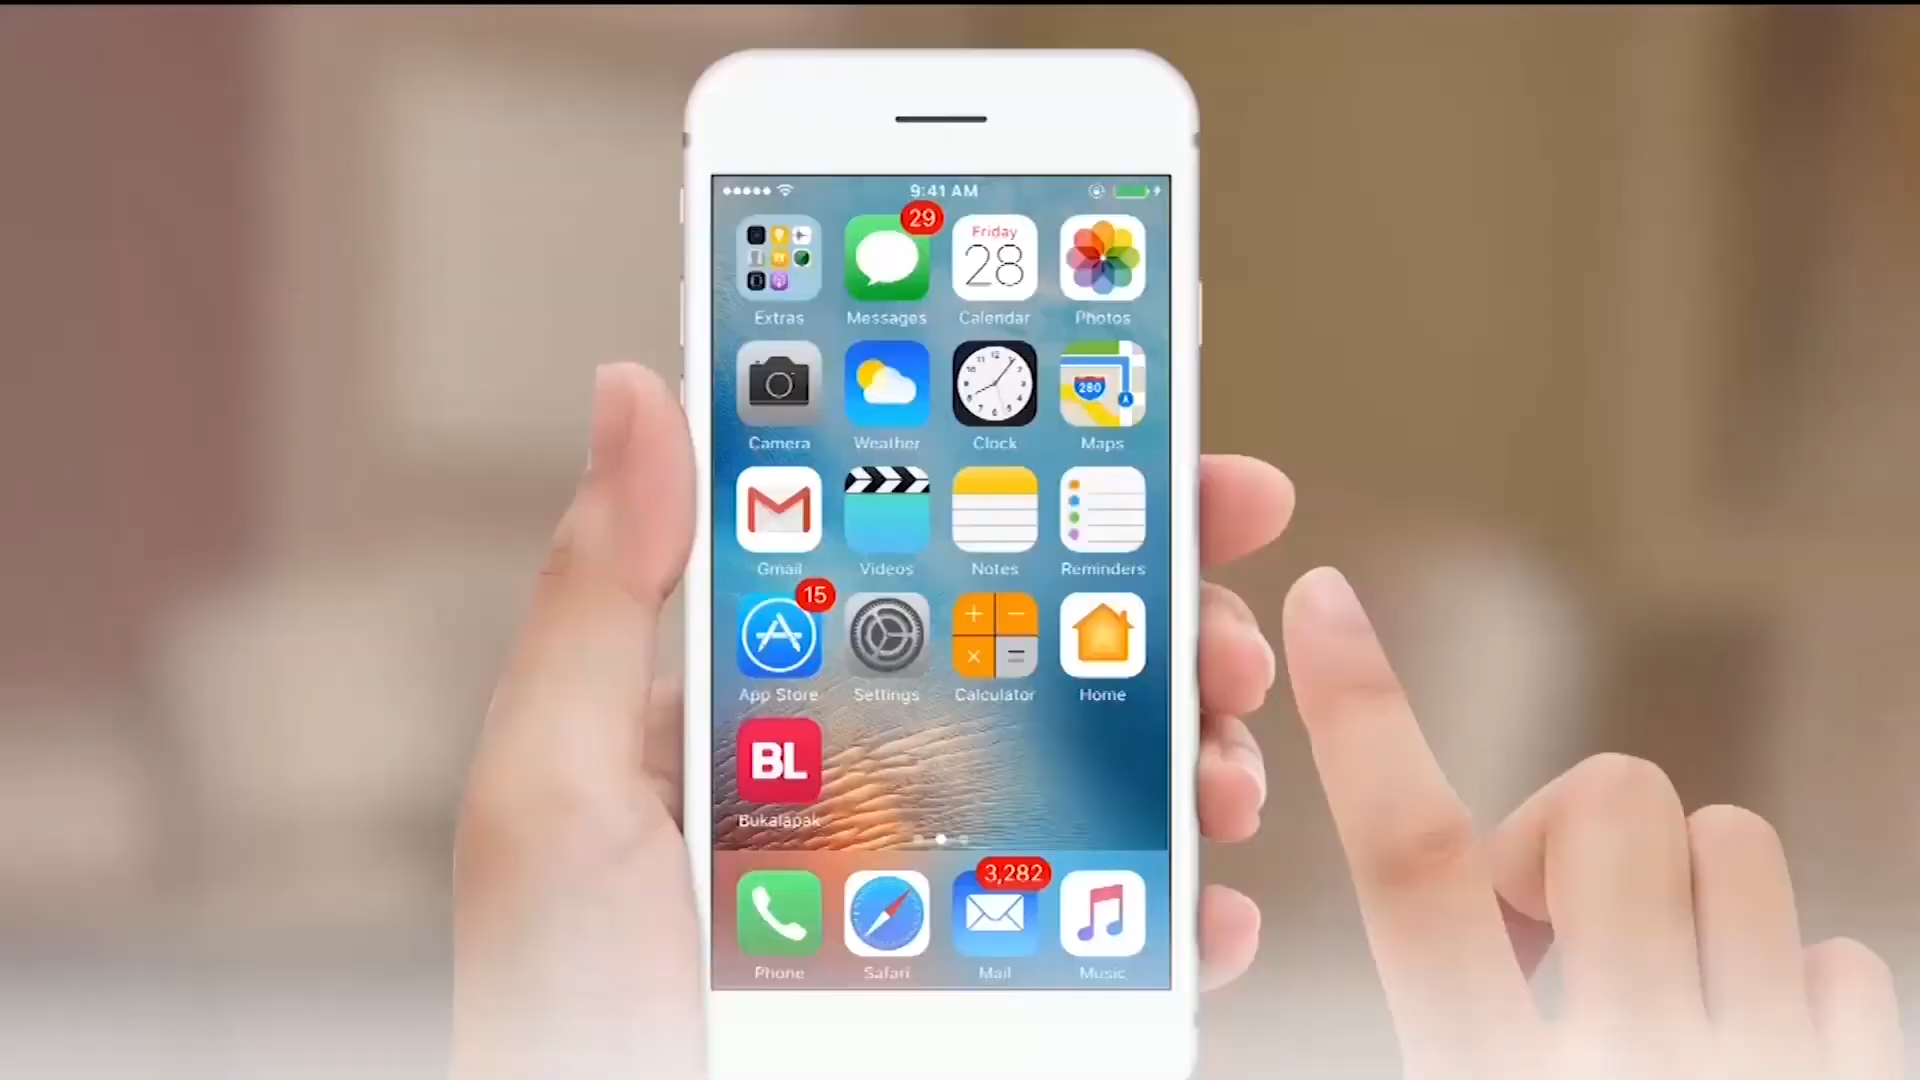 9:41 AM
29
Friday
28
Extras Messages Calendar Photos
12
280
Camera Weather Clock Maps
Gmail Videos Notes Reminders
15
App Store Settings Calculator Home
BL
Bukalapak
3,282
Phone Safari Mail Music